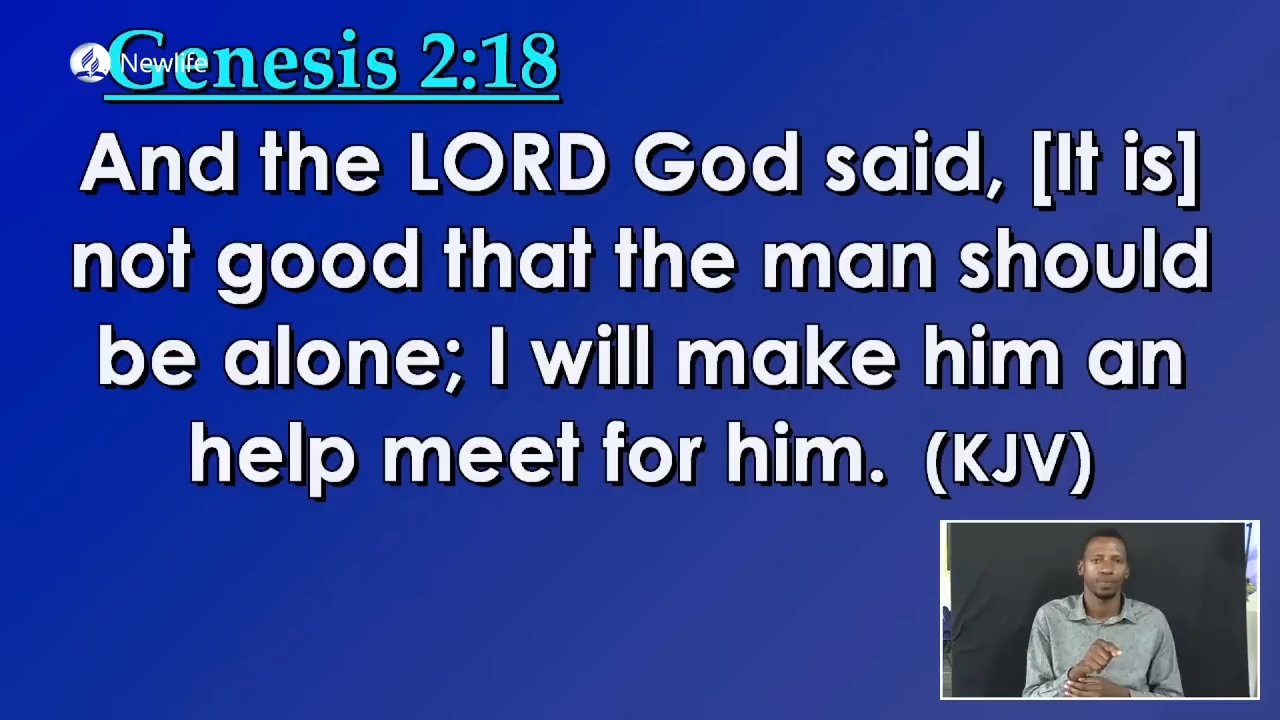 Genesis 2:18
Newlife
And the LORD God said, [It is]
not good that the man should
be alone; I will make him an
help meet for him. (KJV)